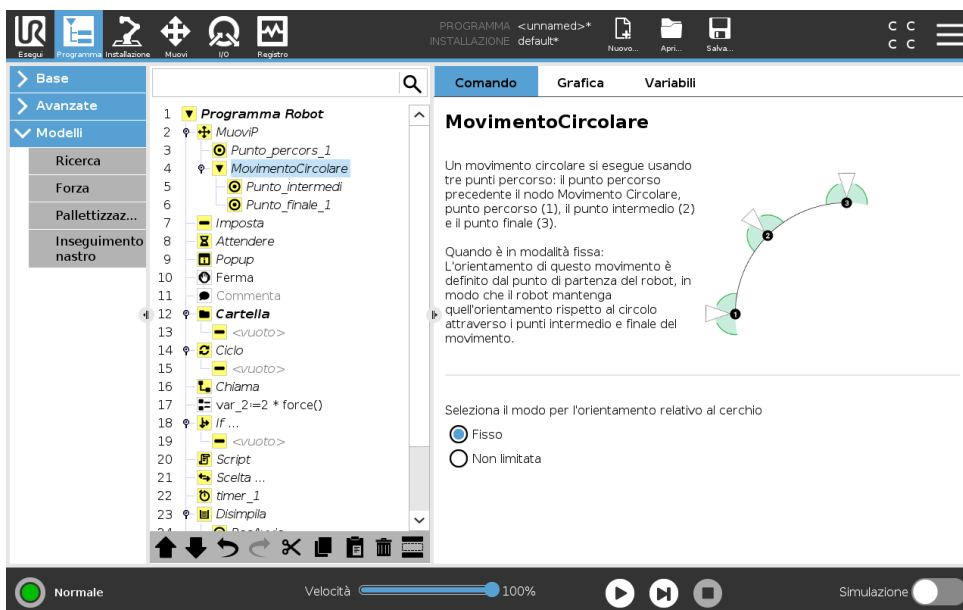 PROGRAMMA <unnamed>*
INSTALLAZIONE default*
Esegui
Programma
Installazione
Muovi
I/O
Registro
Nuovo...
Apri...
Salva...
C C
C C
Base
Avanzate
Modelli
Ricerca
Forza
Pallettizzaz...
Inseguimento
nastro
1 Programma Robot
2 MuoviP
3 Punto_percors_1
4 MovimentoCircolare
5 Punto_intermedi
6 Punto_finale_1
7 Imposta
8 Attendere
9 Popup
10 Ferma
11 Commenta
12 Cartella
13 <vuoto>
14 Ciclo
15 <vuoto>
16 Chiama
17 var_2:=2 * force()
18 If ...
19 <vuoto>
20 Script
21 Scelta ...
22 timer_1
23 Disimpila
Comando Grafica Variabili
MovimentoCircolare
Un movimento circolare si esegue usando
tre punti percorso: il punto percorso
precedente il nodo Movimento Circolare,
punto percorso (1), il punto intermedio (2)
e il punto finale (3).
Quando è in modalità fissa:
L'orientamento di questo movimento è
definito dal punto di partenza del robot, in
modo che il robot mantenga
quell'orientamento rispetto al circolo
attraverso i punti intermedio e finale del
movimento.
3
2
1
Seleziona il modo per l'orientamento relativo al cerchio
Fisso
Non limitata
Normale
Velocità 100%
Simulazione